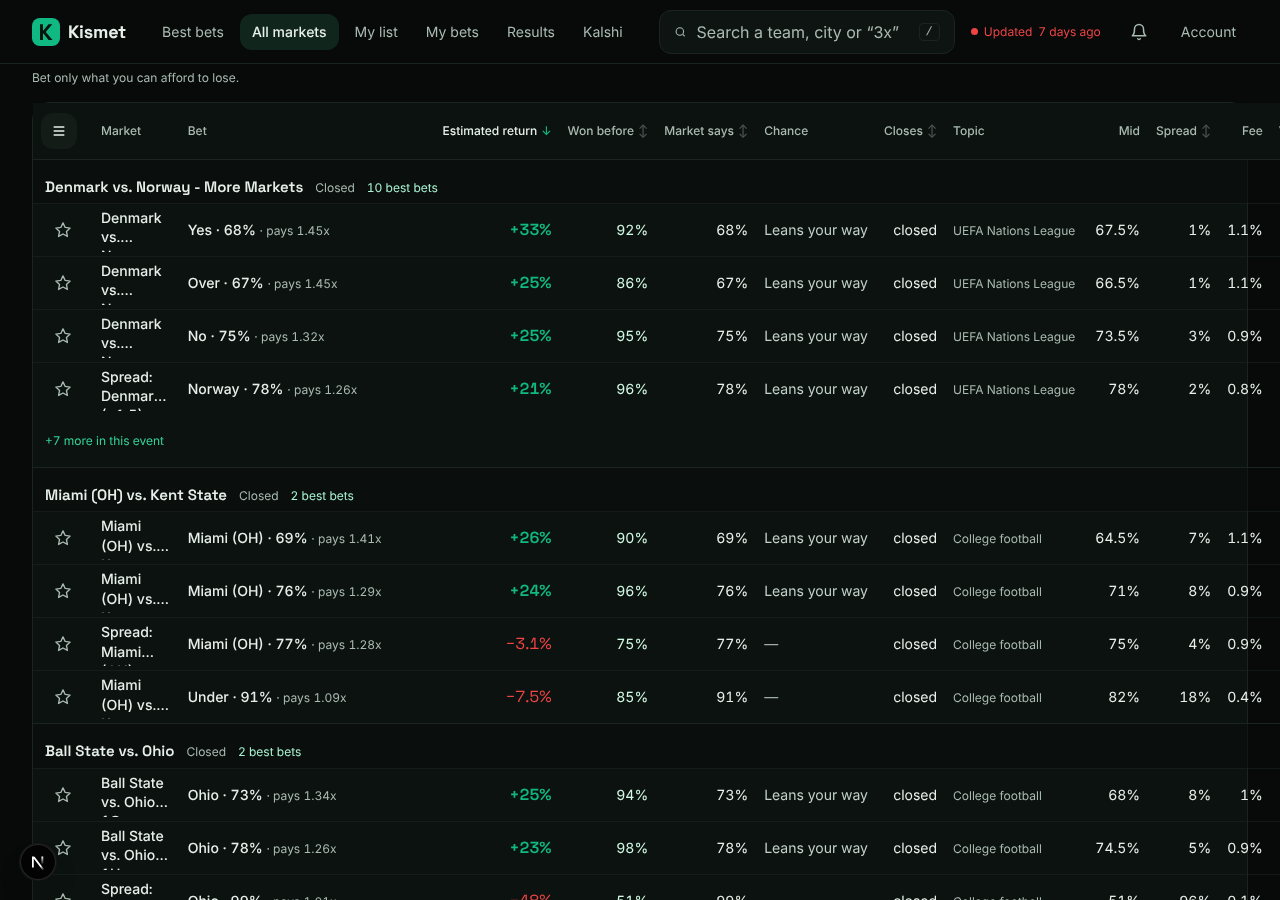 Kismet Best bets All markets My list My bets Results Kalshi Search a team, city or “3x” / Updated 7 days ago Account
Bet only what you can afford to lose.
Market Bet Estimated return ↓ Won before Market says Chance Closes Topic Mid Spread Fee
Denmark vs. Norway - More Markets Closed 10 best bets
Denmark vs.... Yes · 68% · pays 1.45x +33% 92% 68% Leans your way closed UEFA Nations League 67.5% 1% 1.1%
Denmark vs.... Over · 67% · pays 1.45x +25% 86% 67% Leans your way closed UEFA Nations League 66.5% 1% 1.1%
Denmark vs.... No · 75% · pays 1.32x +25% 95% 75% Leans your way closed UEFA Nations League 73.5% 3% 0.9%
Spread: Denmar... Norway · 78% · pays 1.26x +21% 96% 78% Leans your way closed UEFA Nations League 78% 2% 0.8%
+7 more in this event
Miami (OH) vs. Kent State Closed 2 best bets
Miami (OH) vs.... Miami (OH) · 69% · pays 1.41x +26% 90% 69% Leans your way closed College football 64.5% 7% 1.1%
Miami (OH) vs.... Miami (OH) · 76% · pays 1.29x +24% 96% 76% Leans your way closed College football 71% 8% 0.9%
Spread: Miami... Miami (OH) · 77% · pays 1.28x −3.1% 75% 77% — closed College football 75% 4% 0.9%
Miami (OH) vs.... Under · 91% · pays 1.09x −7.5% 85% 91% — closed College football 82% 18% 0.4%
Ball State vs. Ohio Closed 2 best bets
Ball State vs. Ohio... Ohio · 73% · pays 1.34x +25% 94% 73% Leans your way closed College football 68% 8% 1%
Ball State vs. Ohio... Ohio · 78% · pays 1.26x +23% 98% 78% Leans your way closed College football 74.5% 5% 0.9%
N
Spread: